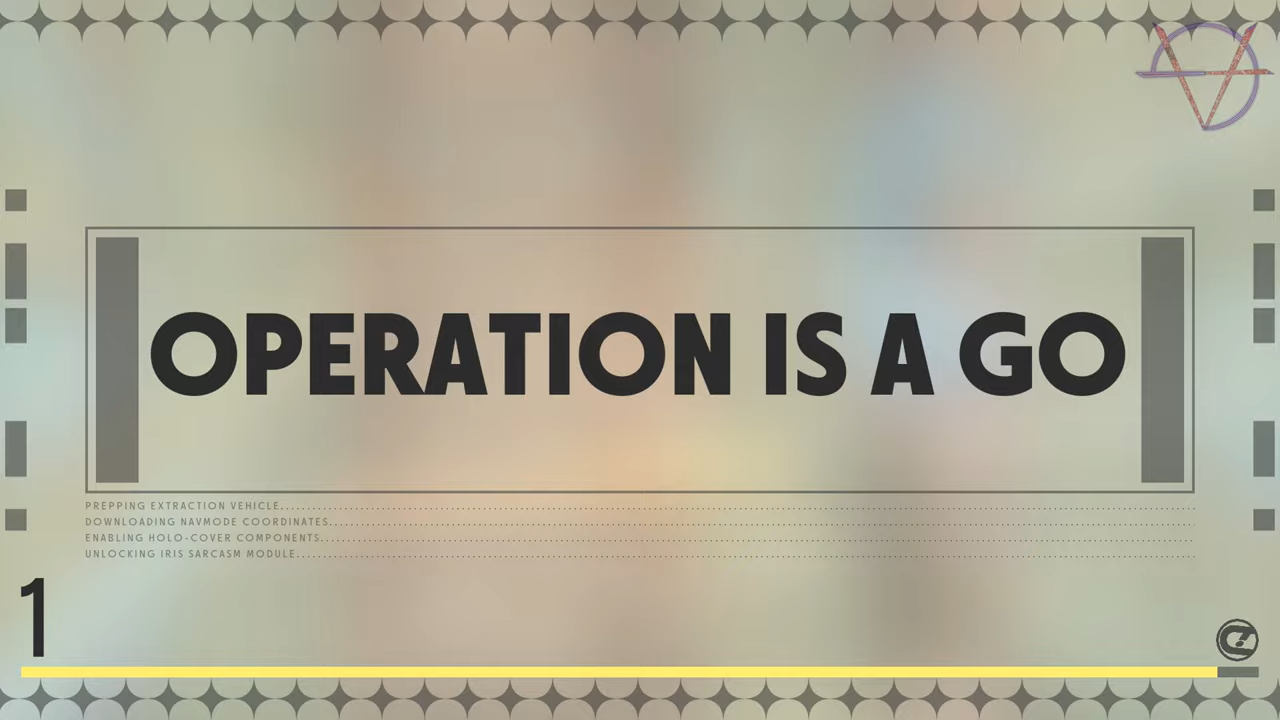 OPERATION IS A GO
PREPPING EXTRACTION VEHICLE
DOWNLOADING NAVMODE COORDINATES
ENABLING HOLO-COVER COMPONENTS
UNLOCKING IRIS SARCASM MODULE
1